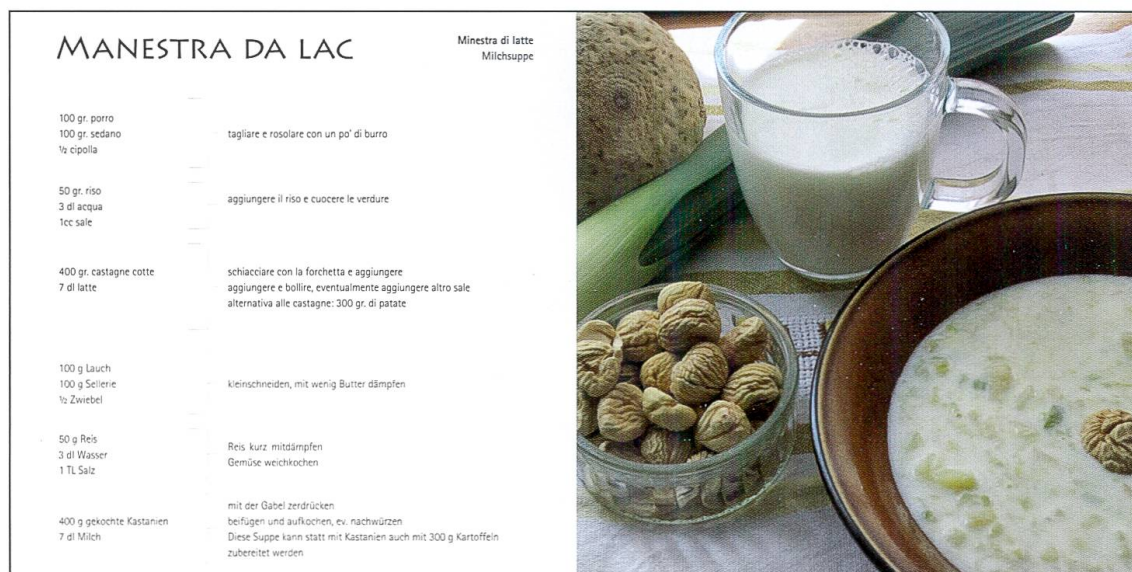 MANESTRA DA LAC
Minestra di latte
Milchsuppe
100 gr. porro
100 gr. sedano
½ cipolla
tagliare e rosolare con un po' di burro
50 gr. riso
3 dl acqua
1cc sale
aggiungere il riso e cuocere le verdure
400 gr. castagne cotte
7 dl latte
schiacciare con la forchetta e aggiungere
aggiungere e bollire, eventualmente aggiungere altro sale
alternativa alle castagne: 300 gr. di patate
100 g Lauch
100 g Sellerie
½ Zwiebel
kleinschneiden, mit wenig Butter dämpfen
50 g Reis
3 dl Wasser
1 TL Salz
Reis kurz mitdämpfen
Gemüse weichkochen
400 g gekochte Kastanien
7 dl Milch
mit der Gabel zerdrücken
beifügen und aufkochen, ev. nachwürzen
Diese Suppe kann statt mit Kastanien auch mit 300 g Kartoffeln
zubereitet werden